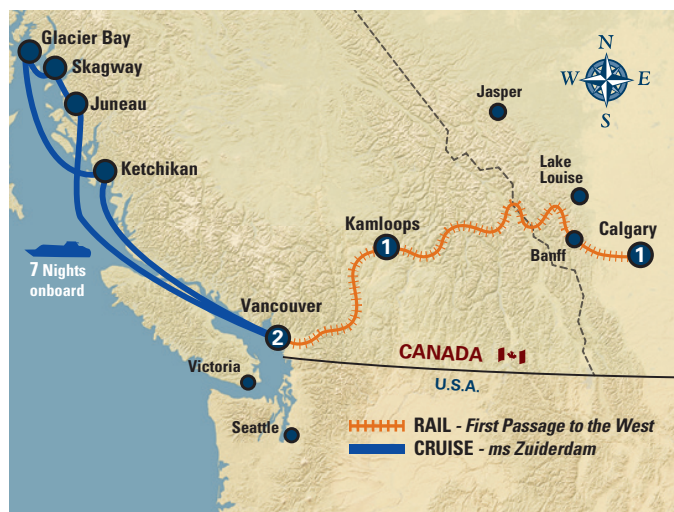 Glacier Bay
Skagway
Juneau
Ketchikan
7 Nights
onboard
N
W
E
S
Jasper
Lake
Louise
Kamloops
1
Calgary
1
Banff
Vancouver
2
Victoria
Seattle
CANADA
U.S.A.
RAIL - First Passage to the West
CRUISE - ms Zuiderdam